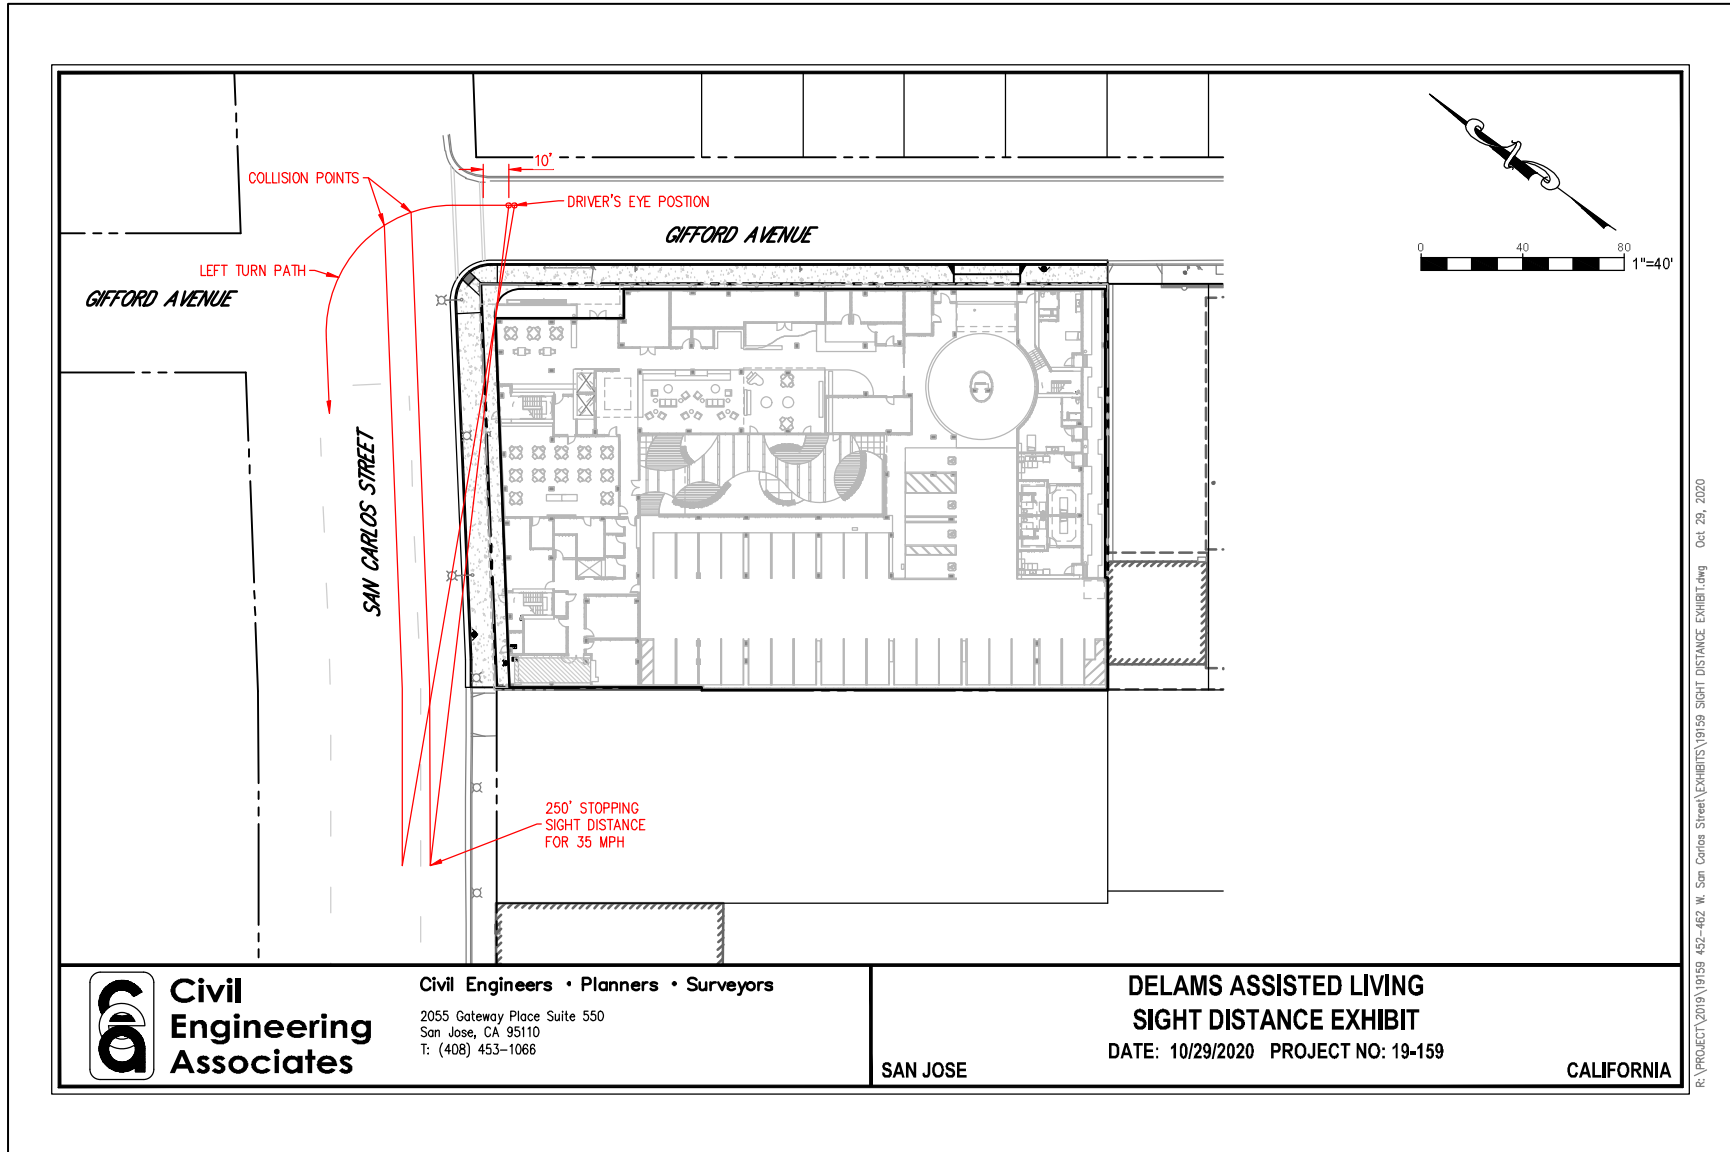 10'
COLLISION POINTS
DRIVER'S EYE POSTION
GIFFORD AVENUE
LEFT TURN PATH
GIFFORD AVENUE
0 40 80
1"=40'
SAN CARLOS STREET
250' STOPPING
SIGHT DISTANCE
FOR 35 MPH
R:\PROJECT\2019\19159 452-462 W. San Carlos Street\EXHIBITS\19159 SIGHT DISTANCE EXHIBIT.dwg Oct 29, 2020
cea
Civil
Engineering
Associates
Civil Engineers • Planners • Surveyors
2055 Gateway Place Suite 550
San Jose, CA 95110
T: (408) 453-1066
DELAMS ASSISTED LIVING
SIGHT DISTANCE EXHIBIT
DATE: 10/29/2020 PROJECT NO: 19-159
SAN JOSE
CALIFORNIA